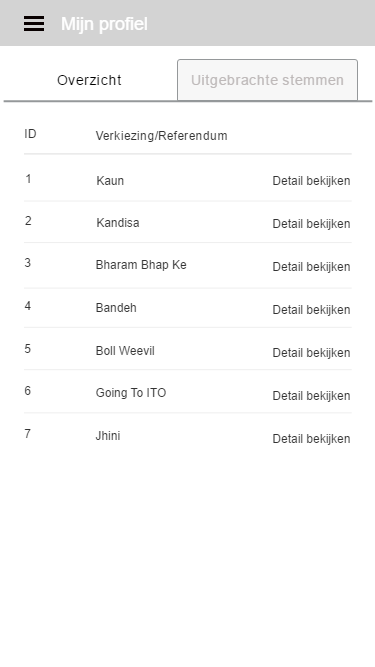 Mijn profiel
Overzicht Uitgebrachte stemmen
ID Verkiezing/Referendum
1 Kaun Detail bekijken
2 Kandisa Detail bekijken
3 Bharam Bhap Ke Detail bekijken
4 Bandeh Detail bekijken
5 Boll Weevil Detail bekijken
6 Going To ITO Detail bekijken
7 Jhini Detail bekijken